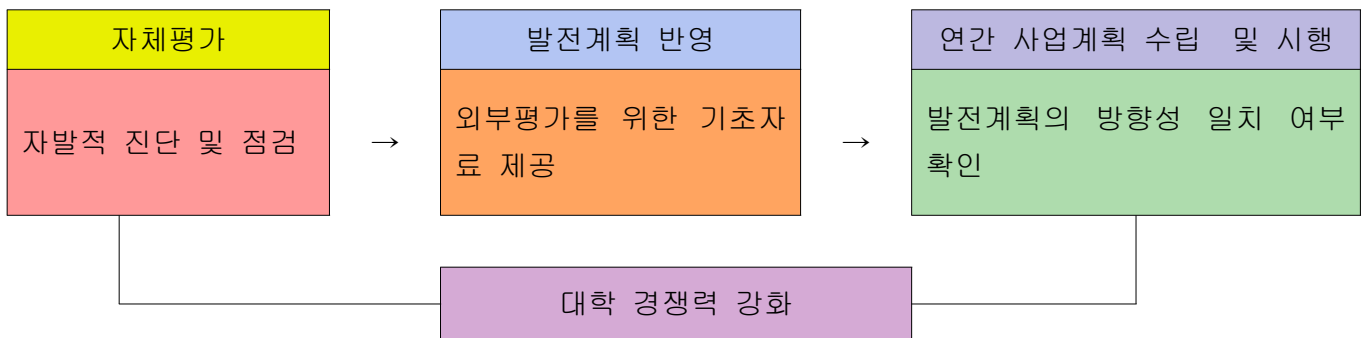 자체평가
발전계획 반영
연간 사업계획 수립 및 시행
자발적 진단 및 점검
→
외부평가를 위한 기초자
료 제공
→
발전계획의 방향성 일치 여부
확인
대학 경쟁력 강화